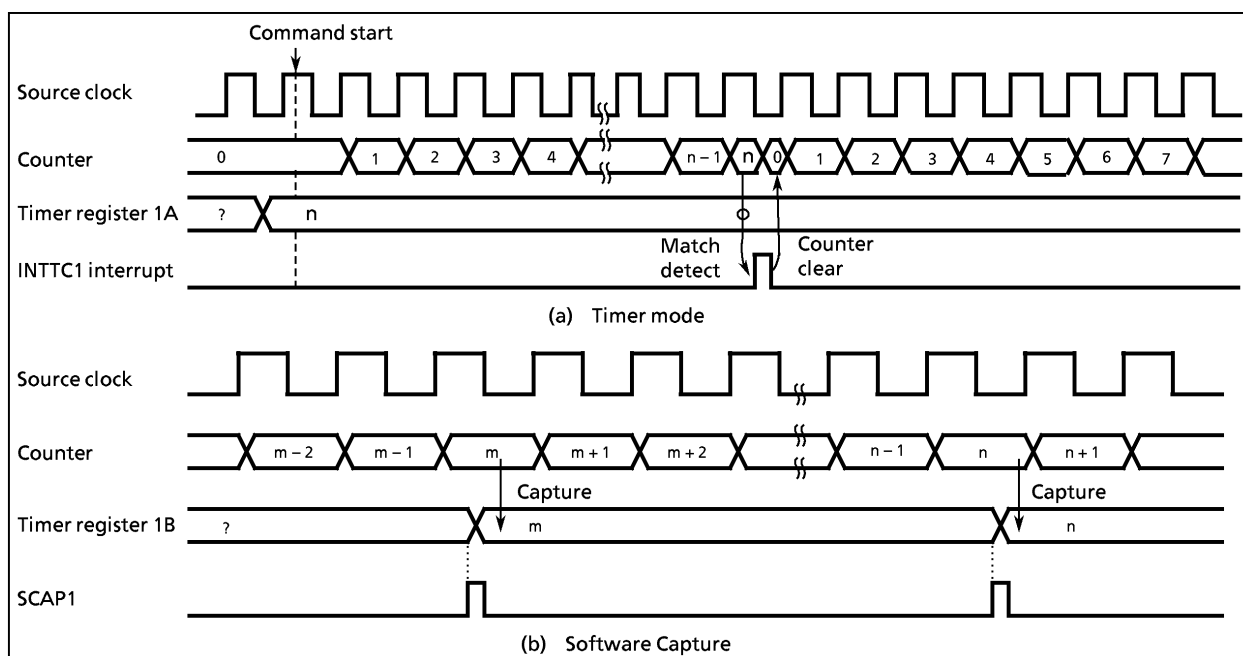 Command start
Source clock
Counter 0 1 2 3 4 n – 1 n 0 1 2 3 4 5 6 7
Timer register 1A ? n
Match detect
Counter clear
INTTC1 interrupt
(a) Timer mode
Source clock
Counter m – 2 m – 1 m m + 1 m + 2 n – 1 n n + 1
Capture Capture
Timer register 1B ? m n
SCAP1
(b) Software Capture